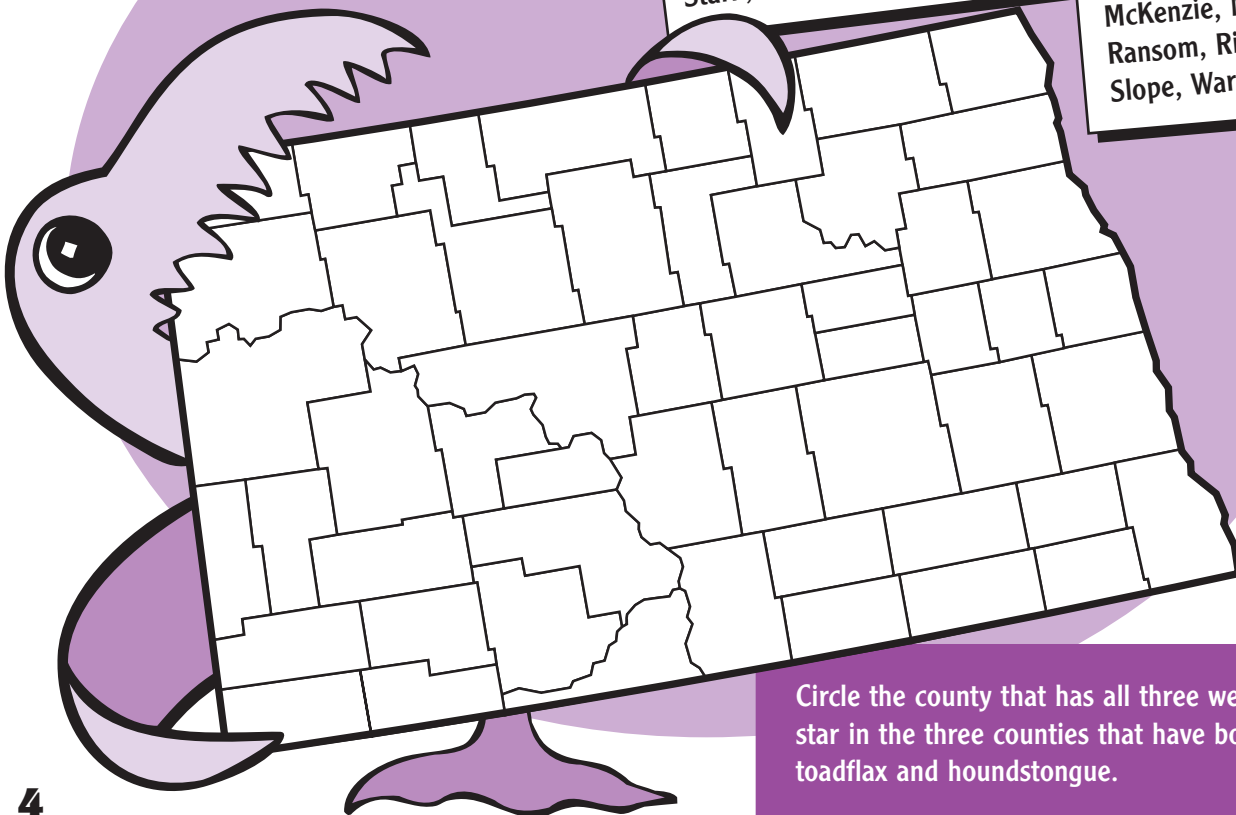 McKenzie,
Ransom,
Slope,
Circle the county that has all three
star in the three counties that have
toadflax and houndstongue.
4